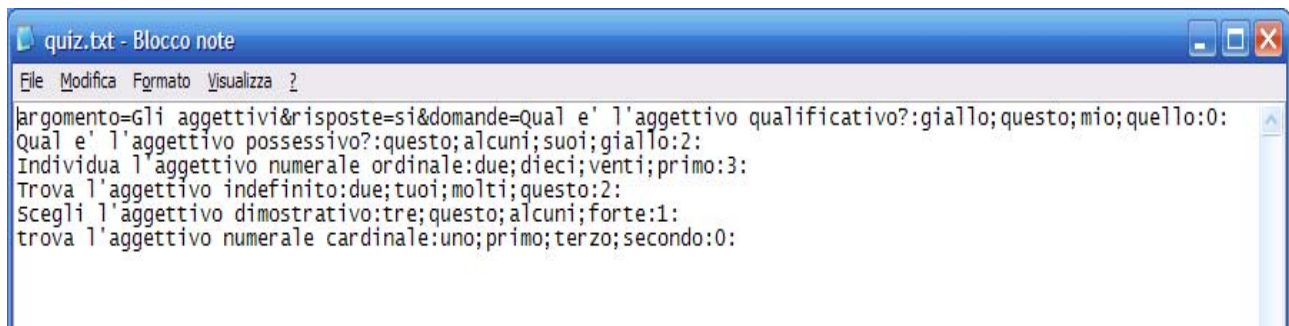 quiz.txt - Blocco note
File Modifica Formato Visualizza ?
argomento=Gli aggettivi&risposte=si&domande=Qual e' l'aggettivo qualificativo?:giallo;questo;mio;quello:0:
Qual e' l'aggettivo possessivo?:questo;alcuni;suoi;giallo:2:
Individua l'aggettivo numerale ordinale:due;dieci;venti;primo:3:
Trova l'aggettivo indefinito:due;tuoi;molti;questo:2:
Scegli l'aggettivo dimostrativo:tre;questo;alcuni;forte:1:
trova l'aggettivo numerale cardinale:uno;primo;terzo;secondo:0: